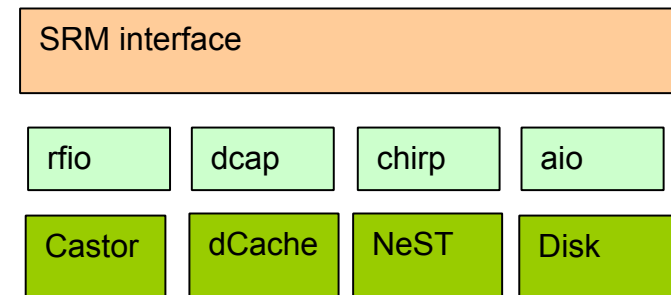 SRM interface
rfio dcap chirp aio
Castor dCache NeST Disk